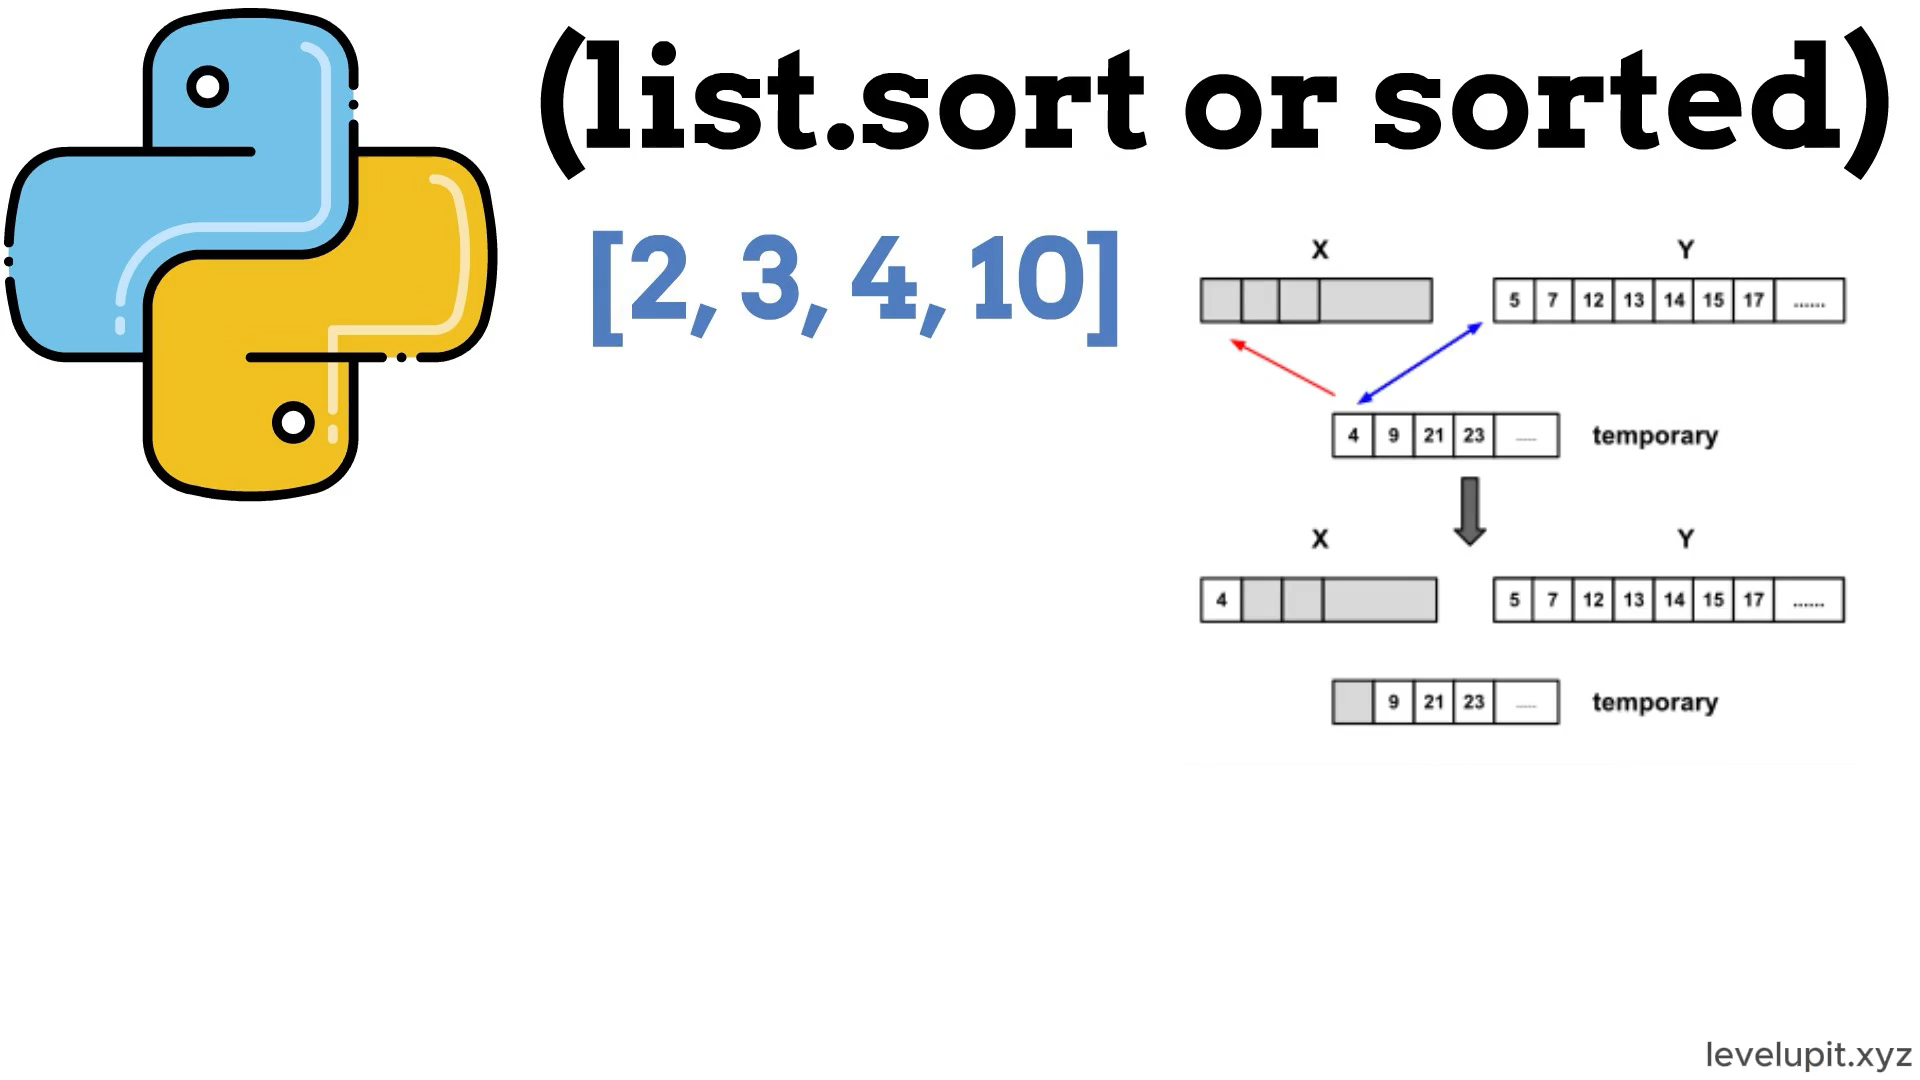 (list.sort or sorted)
[2, 3, 4, 10]
X Y
5 7 12 13 14 15 17 ......
4 9 21 23 ..... temporary
X Y
4 5 7 12 13 14 15 17 ......
9 21 23 ..... temporary
levelupit.xyz